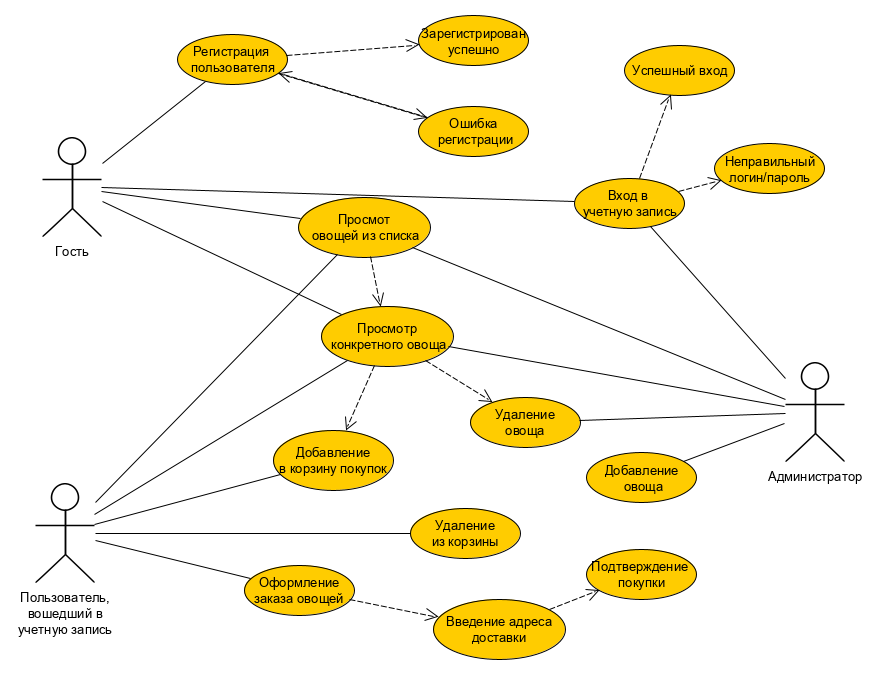 Регистрация
пользователя
Зарегистрирован
успешно
Успешный вход
Ошибка
регистрации
Неправильный
логин/пароль
Вход в
учетную запись
Гость
Просмот
овощей из списка
Просмотр
конкретного овоща
Удаление
овоща
Добавление
в корзину покупок
Добавление
овоща
Администратор
Удаление
из корзины
Пользователь,
вошедший в
учетную запись
Оформление
заказа овощей
Подтверждение
покупки
Введение адреса
доставки